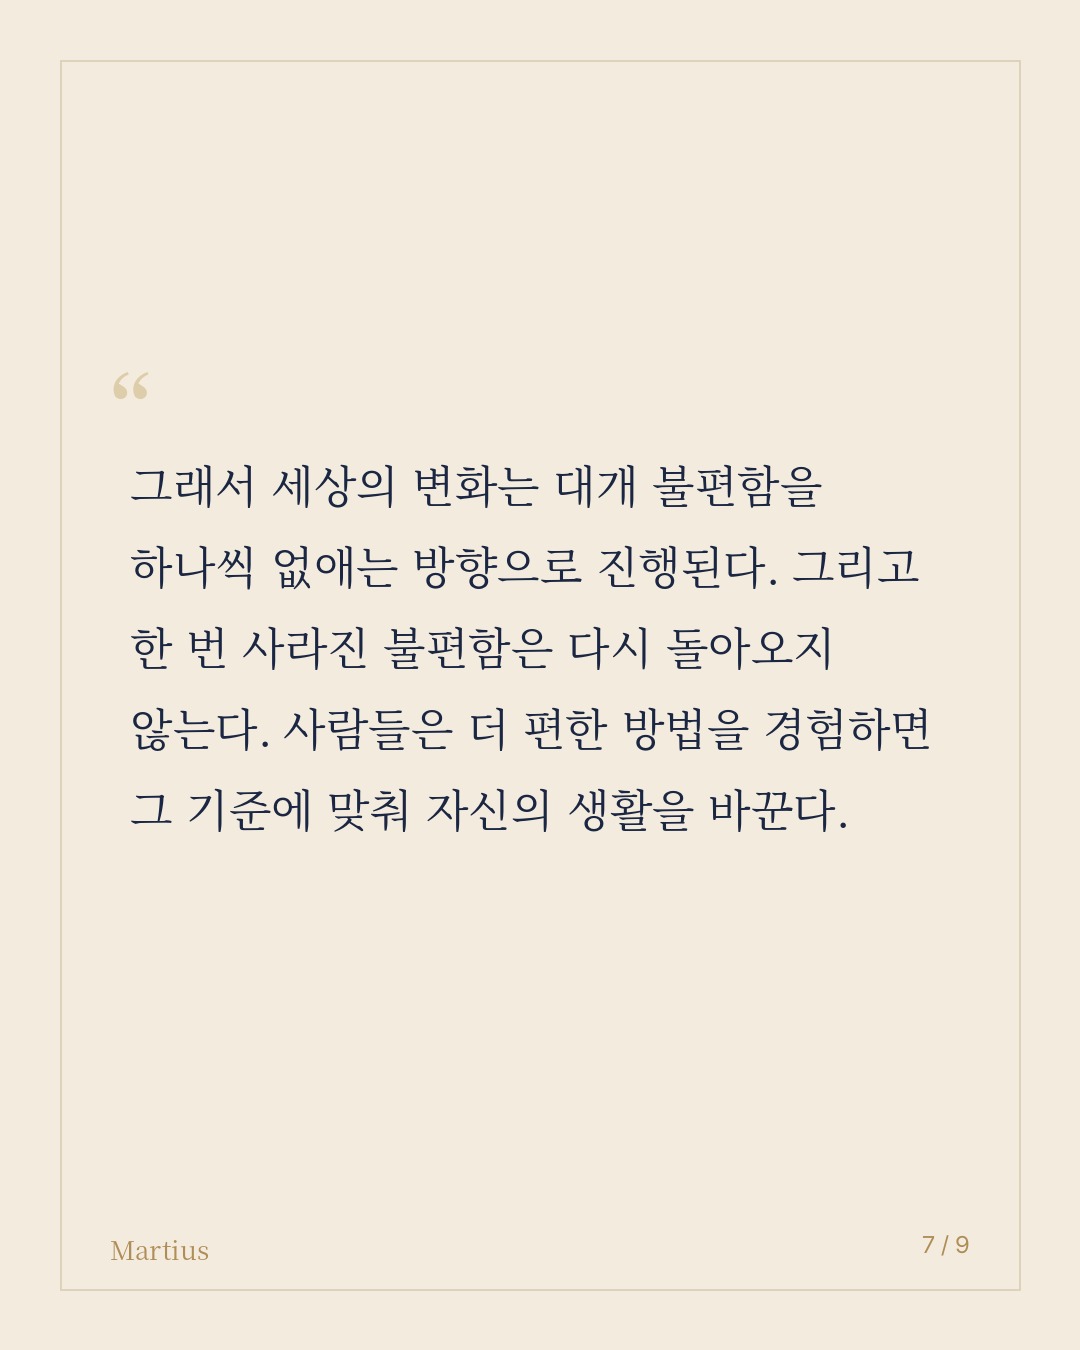 “
그래서 세상의 변화는 대개 불편함을
하나씩 없애는 방향으로 진행된다. 그리고
한 번 사라진 불편함은 다시 돌아오지
않는다. 사람들은 더 편한 방법을 경험하면
그 기준에 맞춰 자신의 생활을 바꾼다.
Martius
7 / 9